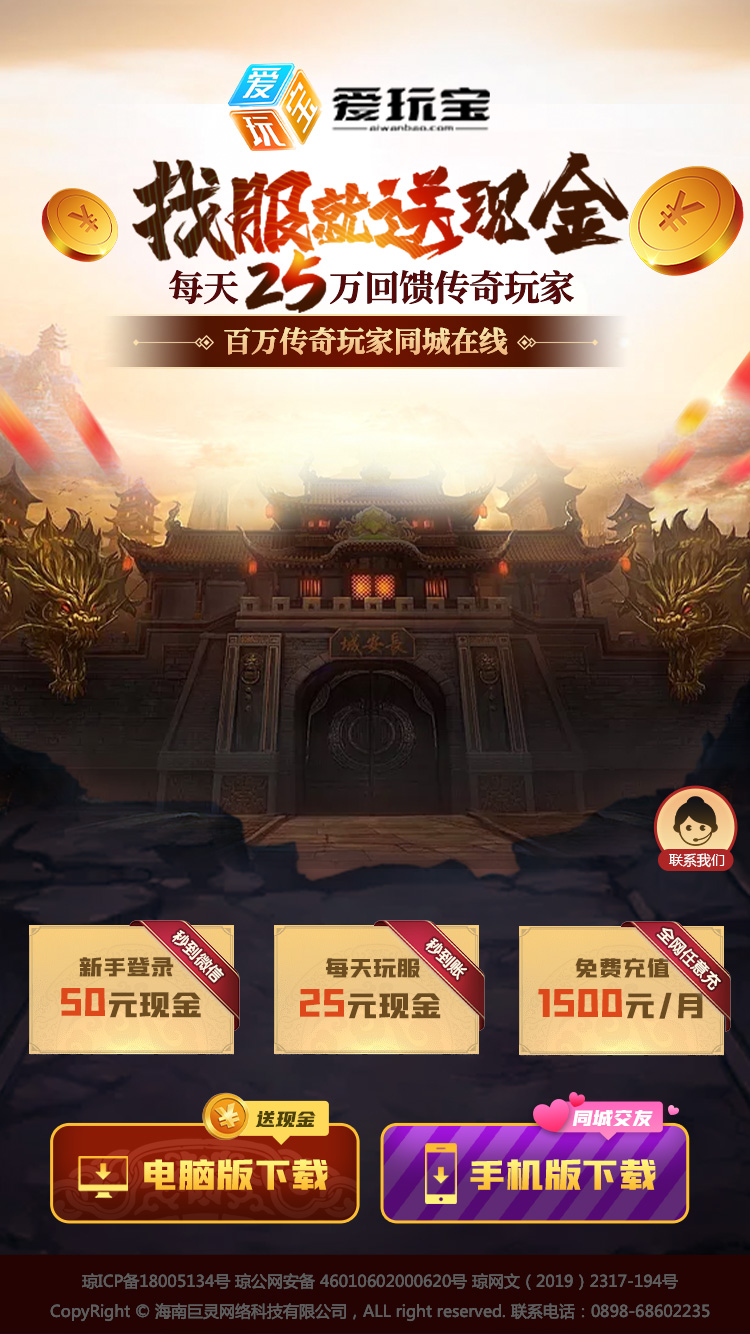 爱
玩
宝
爱玩宝
aiwanbao.com
找服就送现金
每天25万回馈传奇玩家
百万传奇玩家同城在线
城安長
联系我们
新手登录
50元现金
秒到微信
每天玩服
25元现金
秒到账
免费充值
1500元/月
全网任意充
送现金
电脑版下载
同城交友
手机版下载
琼ICP备18005134号 琼公网安备 46010602000620号 琼网文（2019）2317-194号
CopyRight © 海南巨灵网络科技有限公司，ALL right reserved. 联系电话：0898-68602235